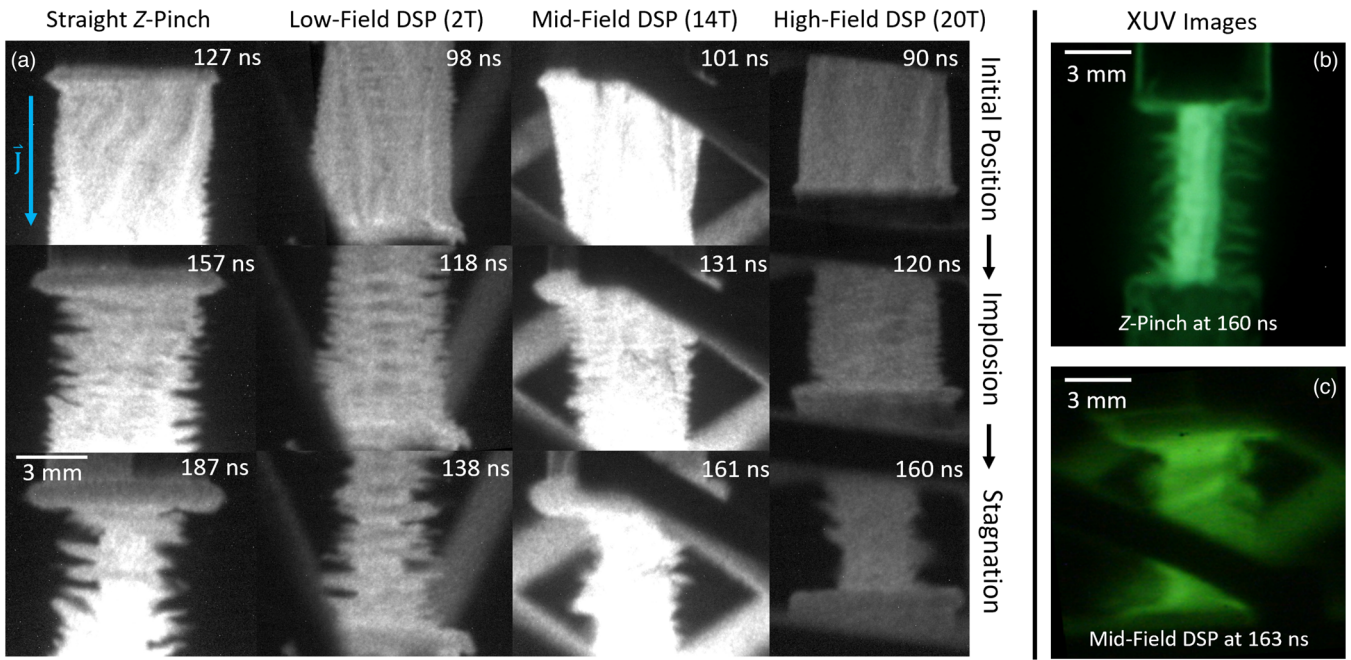 Straight Z-Pinch
Low-Field DSP (2T)
Mid-Field DSP (14T)
High-Field DSP (20T)
XUV Images
(a)
127 ns
98 ns
101 ns
90 ns
J
Initial Position
157 ns
118 ns
131 ns
120 ns
Implosion
3 mm
187 ns
138 ns
161 ns
160 ns
Stagnation
3 mm
(b)
Z-Pinch at 160 ns
3 mm
(c)
Mid-Field DSP at 163 ns